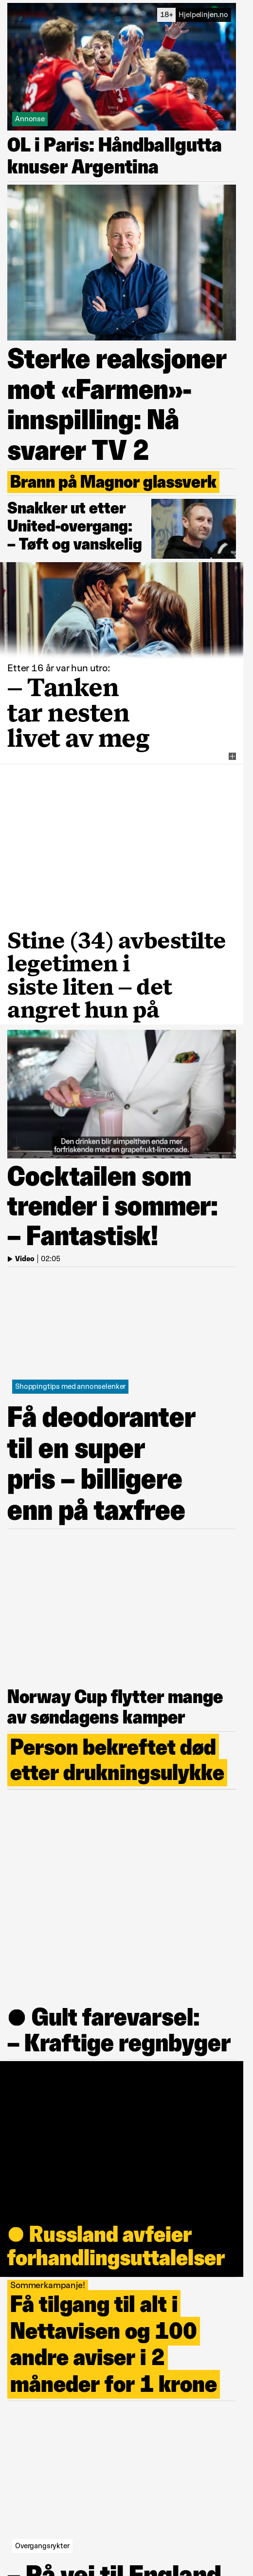 18+ Hjelpelinjen.no
Annonse
OL i Paris: Håndballgutta
knuser Argentina
Sterke reaksjoner
mot «Farmen»-
innspilling: Nå
svarer TV 2
Brann på Magnor glassverk
Snakker ut etter
United-overgang:
– Tøft og vanskelig
Etter 16 år var hun utro:
– Tanken
tar nesten
livet av meg
Stine (34) avbestilte
legetimen i
siste liten – det
angret hun på
Den drinken blir simpelthen enda mer
forfriskende med en grapefrukt-limonade.
Cocktailen som
trender i sommer:
– Fantastisk!
Video | 02:05
Shoppingtips med annonselenker
Få deodoranter
til en super
pris – billigere
enn på taxfree
Norway Cup flytter mange
av søndagens kamper
Person bekreftet død
etter drukningsulykke
● Gult farevarsel:
– Kraftige regnbyger
● Russland avfeier
forhandlingsuttalelser
Sommerkampanje!
Få tilgang til alt i
Nettavisen og 100
andre aviser i 2
måneder for 1 krone
Overgangsrykter
– På vei til England